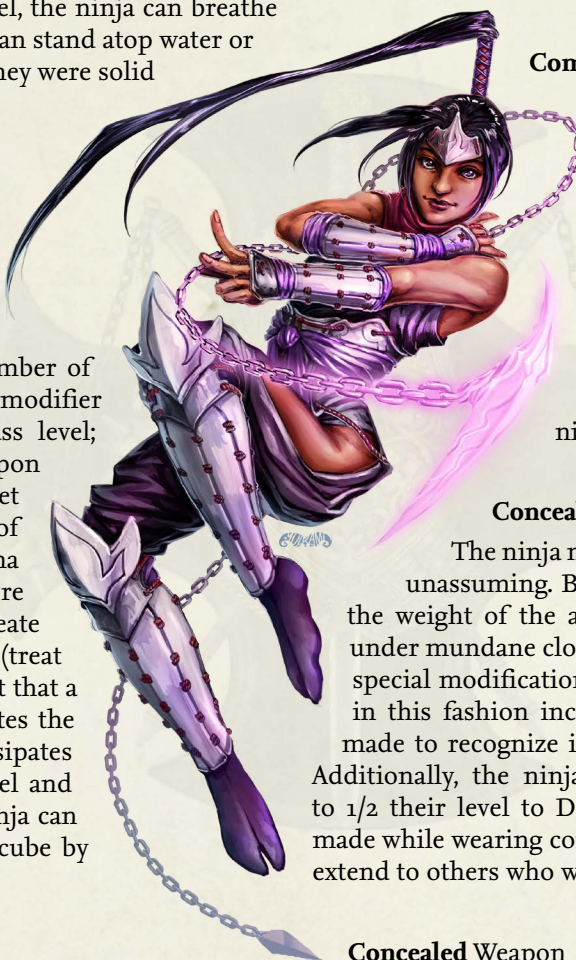 el, the ninja can breathe
an stand atop water or
hey were solid
mber of
modifier
ss level;
pon
et
of
na
re
eate
(treat
t that a
tes the
sipates
el and
nja can
cube by
Com
ni
Conceal
The ninja m
unassuming. B
the weight of the a
under mundane clo
special modification
in this fashion inc
made to recognize i
Additionally, the ninja
to 1/2 their level to D
made while wearing co
extend to others who w
Concealed Weapon